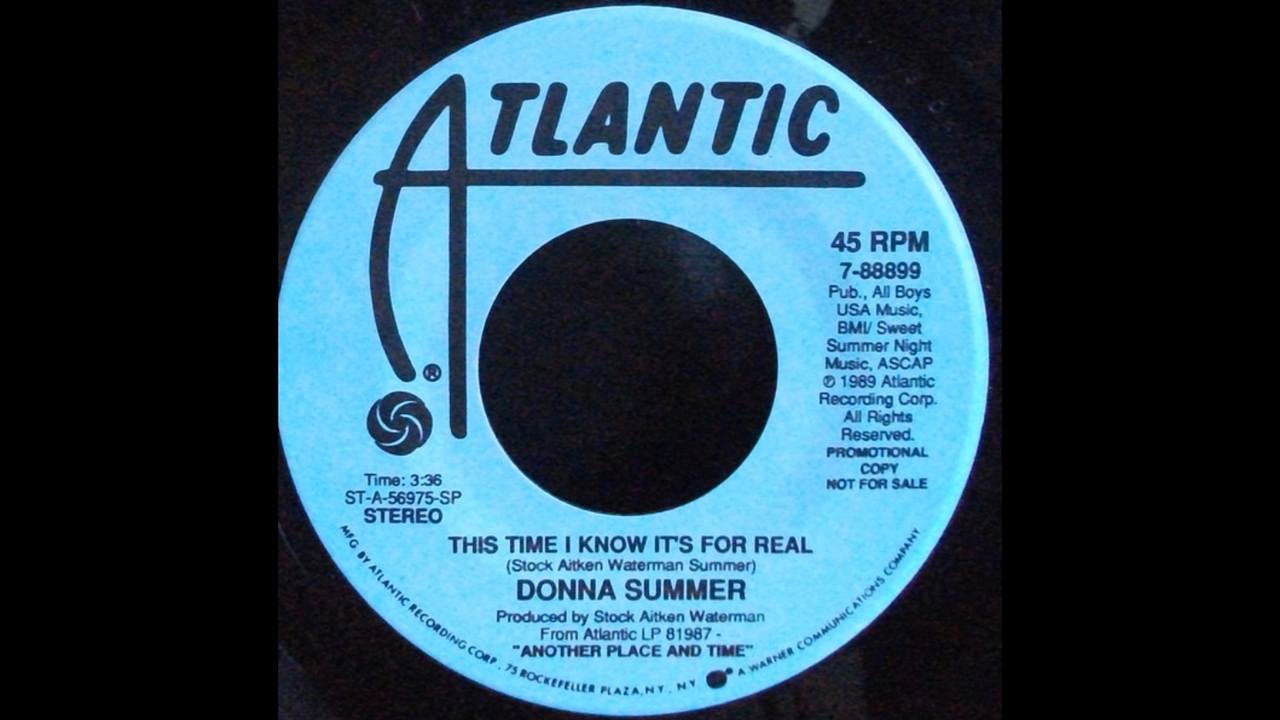 ATLANTIC
®
45 RPM
7-88899
Pub., All Boys
USA Music,
BMI/ Sweet
Summer Night
Music, ASCAP
℗ 1989 Atlantic
Recording Corp.
All Rights
Reserved.
PROMOTIONAL
COPY
NOT FOR SALE
Time: 3:36
ST-A-56975-SP
STEREO
THIS TIME I KNOW IT'S FOR REAL
(Stock Aitken Waterman Summer)
DONNA SUMMER
Produced by Stock Aitken Waterman
From Atlantic LP 81987 -
"ANOTHER PLACE AND TIME"
MFG. BY ATLANTIC RECORDING CORP., 75 ROCKEFELLER PLAZA, N.Y., N.Y. A WARNER COMMUNICATIONS COMPANY